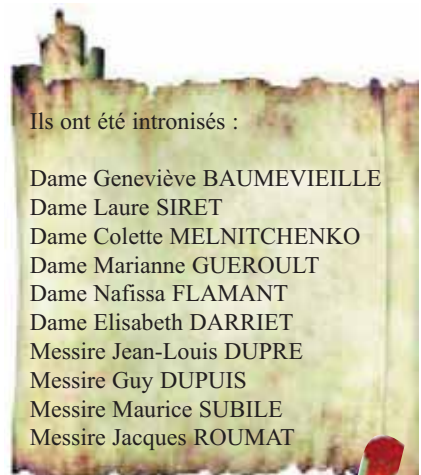 Ils ont été intronisés :
Dame Geneviève BAUMEVIEILLE
Dame Laure SIRET
Dame Colette MELNITCHENKO
Dame Marianne GUEROULT
Dame Nafissa FLAMANT
Dame Elisabeth DARRIET
Messire Jean-Louis DUPRE
Messire Guy DUPUIS
Messire Maurice SUBILE
Messire Jacques ROUMAT